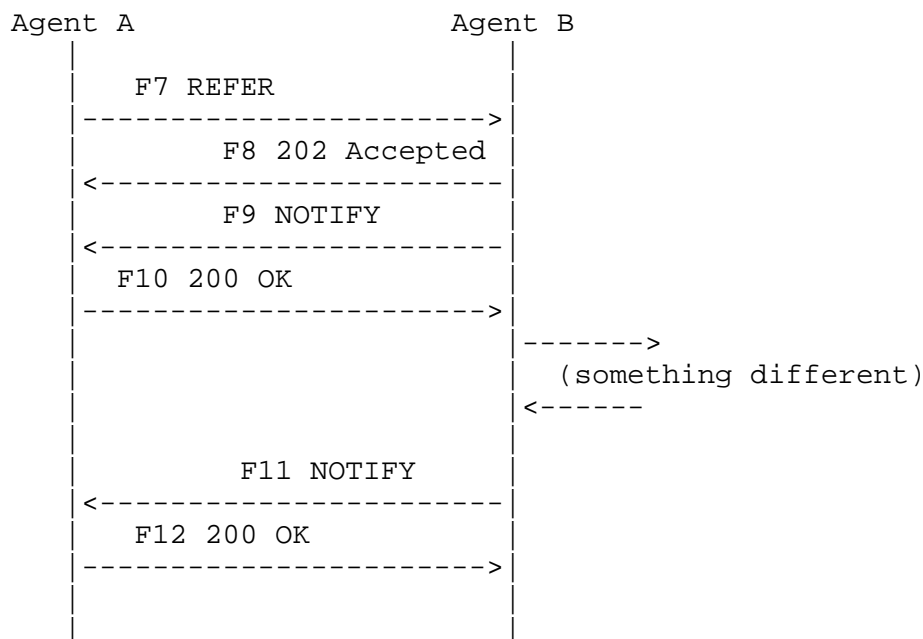 Agent A Agent B
F7 REFER
F8 202 Accepted
F9 NOTIFY
F10 200 OK
(something different)
F11 NOTIFY
F12 200 OK